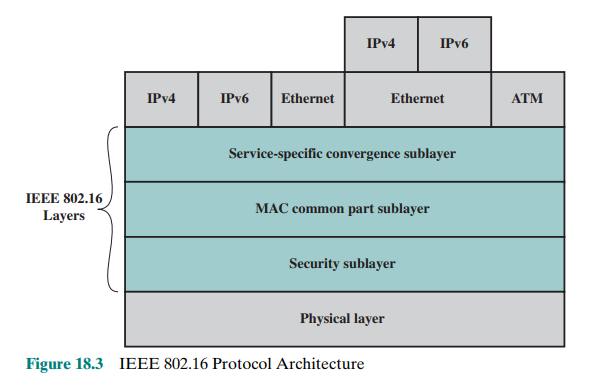 IPv4 IPv6
IPv4 IPv6 Ethernet Ethernet ATM
Service-specific convergence sublayer
IEEE 802.16
Layers
MAC common part sublayer
Security sublayer
Physical layer
Figure 18.3 IEEE 802.16 Protocol Architecture